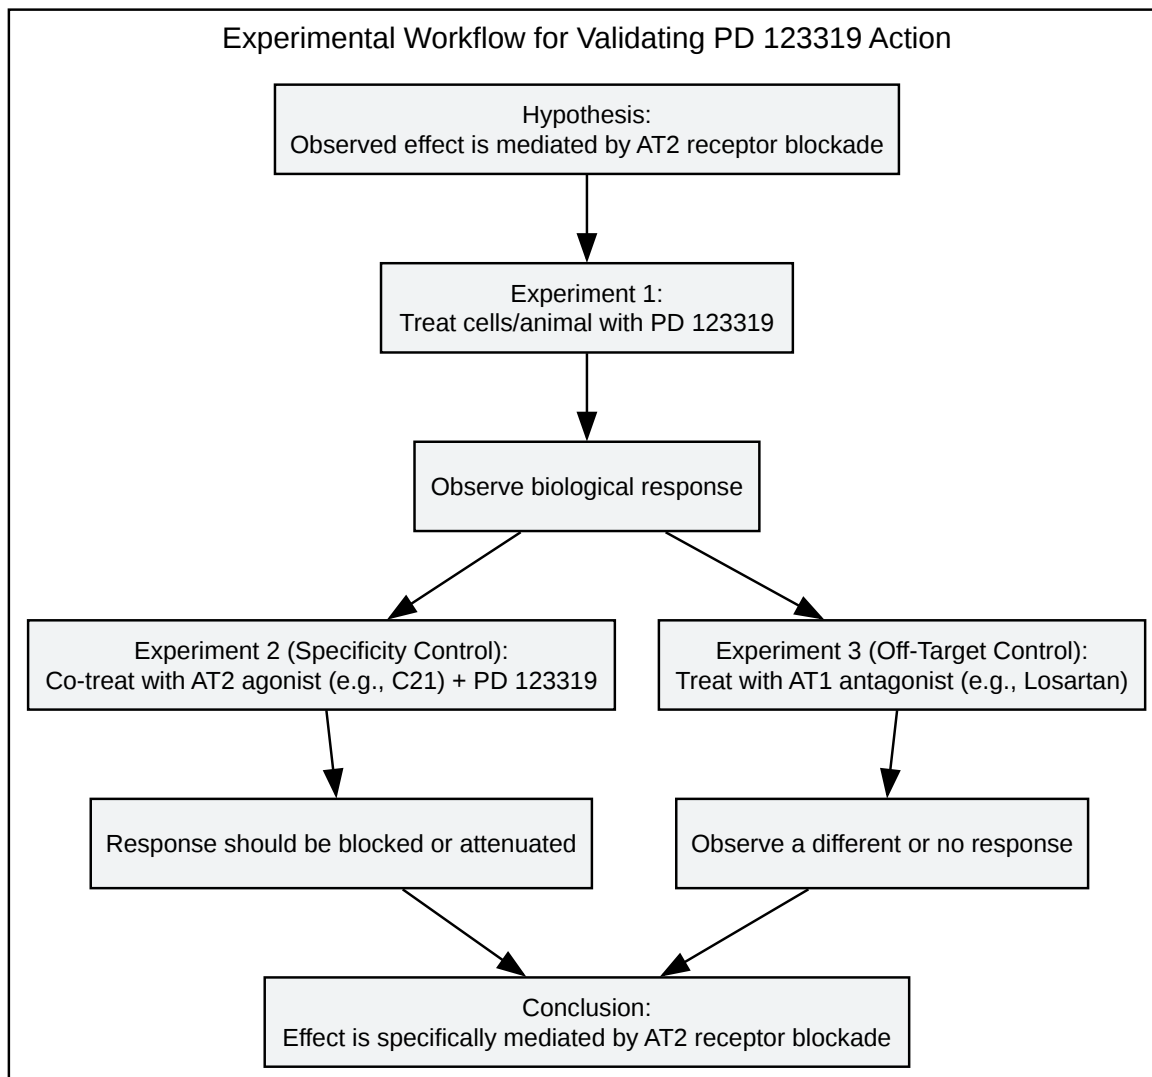 Experimental Workflow for Validating PD 123319 Action
Hypothesis:
Observed effect is mediated by AT2 receptor blockade
Experiment 1:
Treat cells/animal with PD 123319
Observe biological response
Experiment 2 (Specificity Control):
Co-treat with AT2 agonist (e.g., C21) + PD 123319
Experiment 3 (Off-Target Control):
Treat with AT1 antagonist (e.g., Losartan)
Response should be blocked or attenuated
Observe a different or no response
Conclusion:
Effect is specifically mediated by AT2 receptor blockade